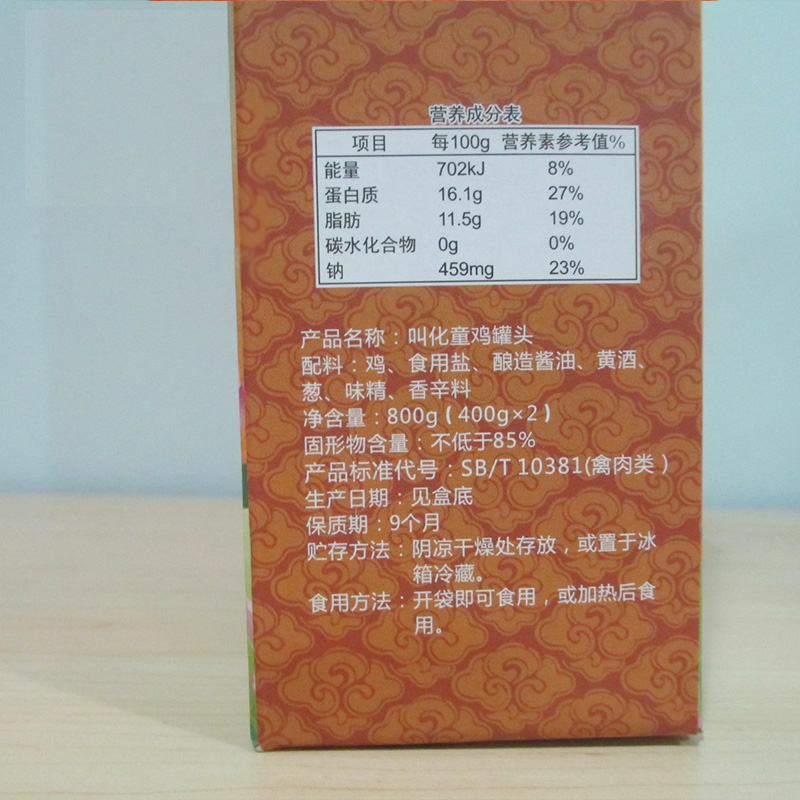 营养成分表
项目 每100g 营养素参考值%
能量 702kJ 8%
蛋白质 16.1g 27%
脂肪 11.5g 19%
碳水化合物 0g 0%
钠 459mg 23%
产品名称：叫化童鸡罐头
配料：鸡、食用盐、酿造酱油、黄酒、
葱、味精、香辛料
净含量：800g(400g×2)
固形物含量：不低于85%
产品标准代号：SB/T 10381(禽肉类)
生产日期：见盒底
保质期：9个月
贮存方法：阴凉干燥处存放，或置于冰
箱冷藏。
食用方法：开袋即可食用，或加热后食
用。